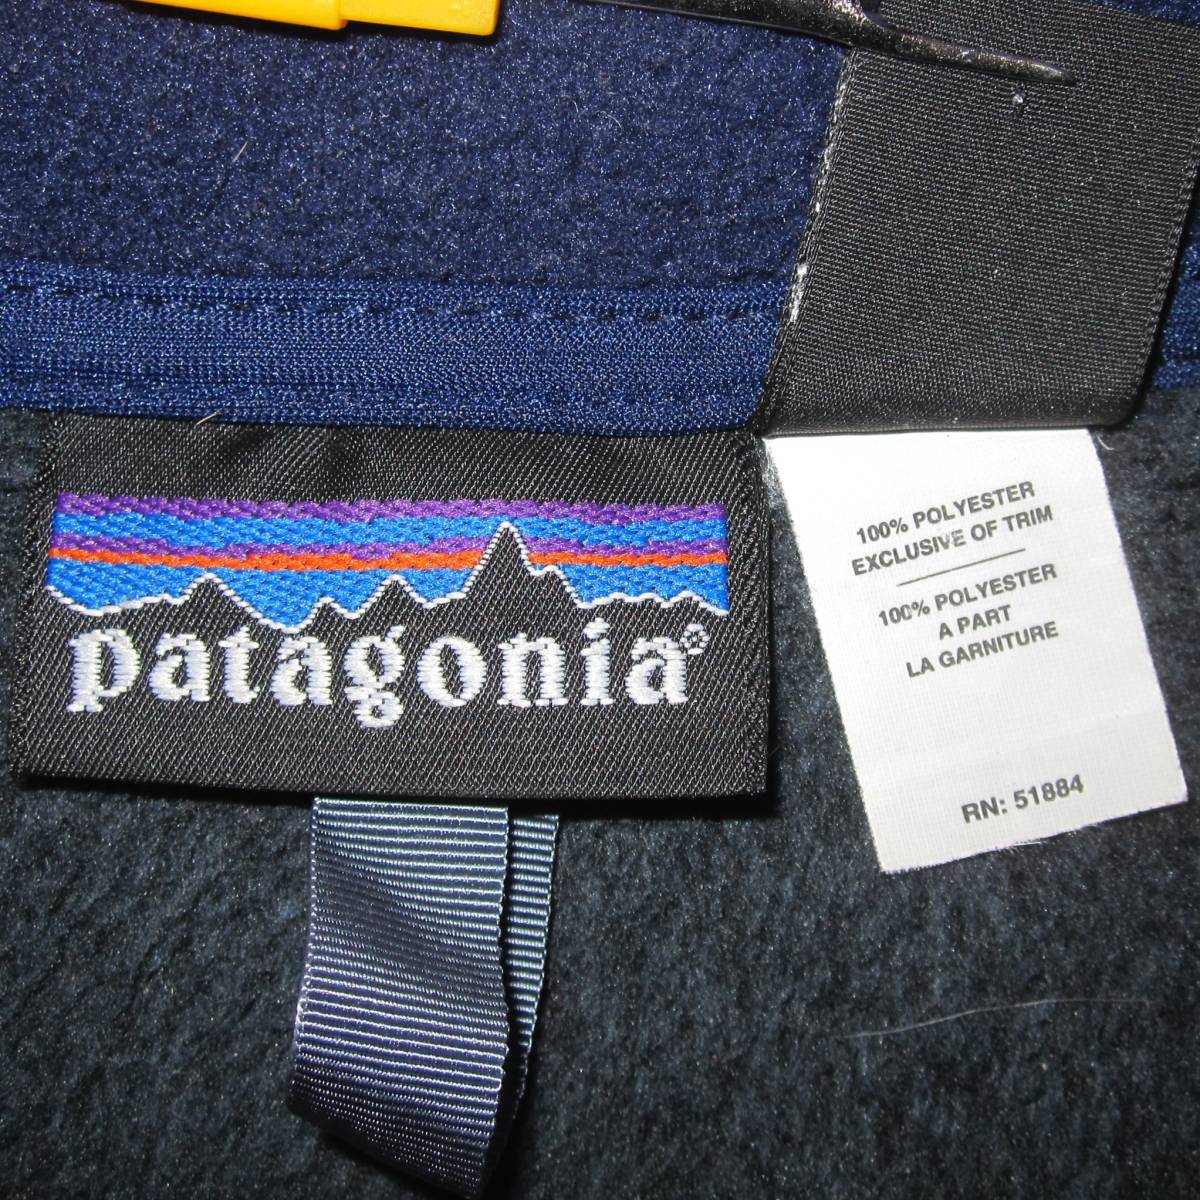 patagonia®
100% POLYESTER
EXCLUSIVE OF TRIM
100% POLYESTER
A PART
LA GARNITURE
RN: 51884